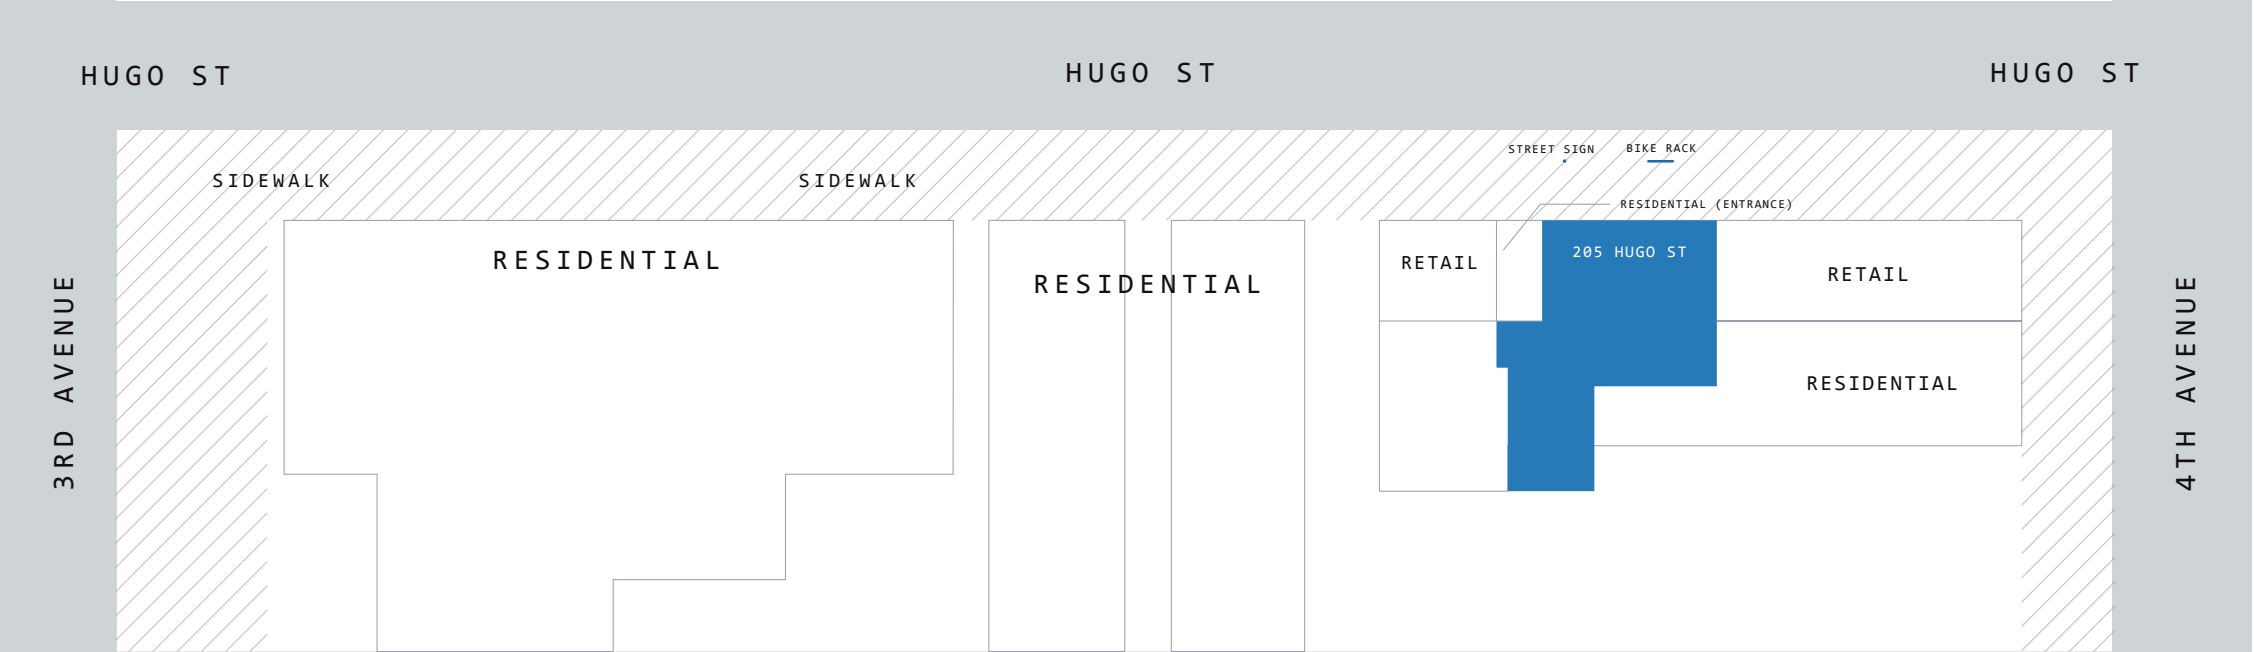 HUGO ST
HUGO ST
HUGO ST
STREET SIGN
BIKE RACK
SIDEWALK
SIDEWALK
RESIDENTIAL (ENTRANCE)
RESIDENTIAL
RESIDENTIAL
RETAIL
205 HUGO ST
RETAIL
RESIDENTIAL
3RD AVENUE
4TH AVENUE